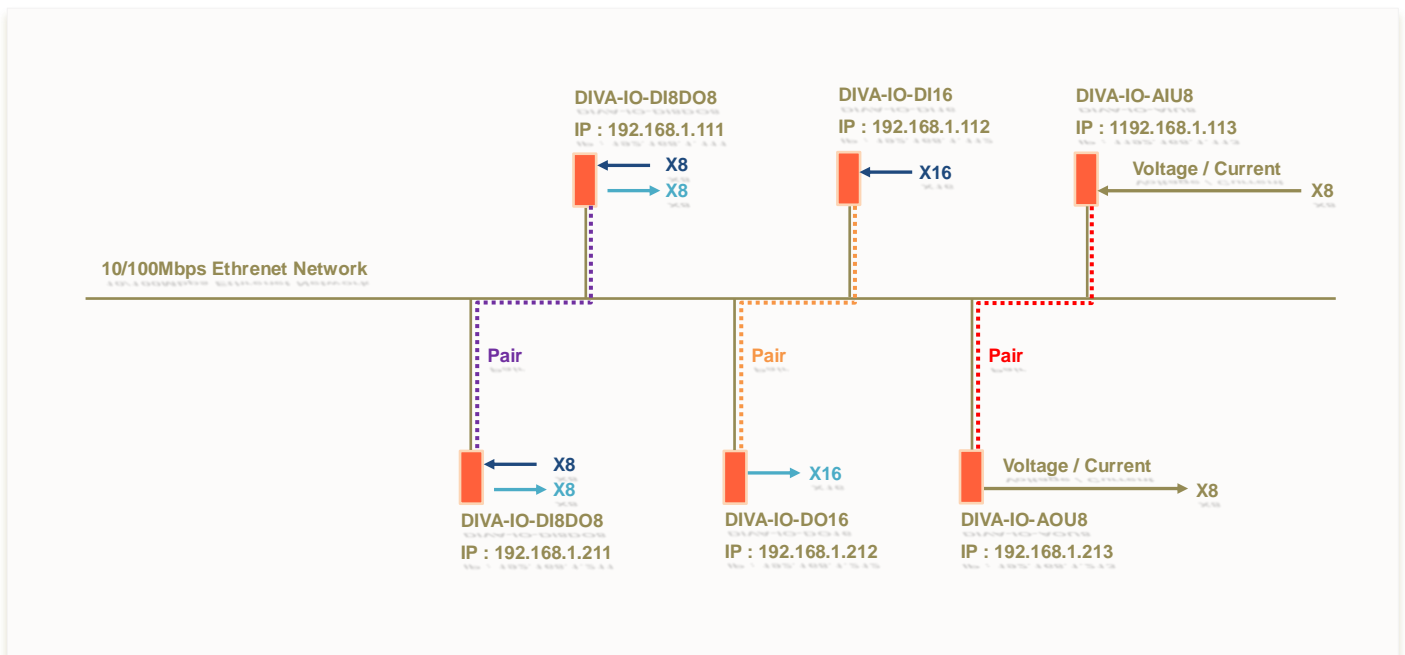 DIVA-IO-DI8DO8
IP : 192.168.1.111
X8
X8
DIVA-IO-DI16
IP : 192.168.1.112
X16
DIVA-IO-AIU8
IP : 1192.168.1.113
Voltage / Current
X8
10/100Mbps Ethrenet Network
Pair
Pair
Pair
X8
X8
DIVA-IO-DI8DO8
IP : 192.168.1.211
X16
DIVA-IO-DO16
IP : 192.168.1.212
Voltage / Current
X8
DIVA-IO-AOU8
IP : 192.168.1.213